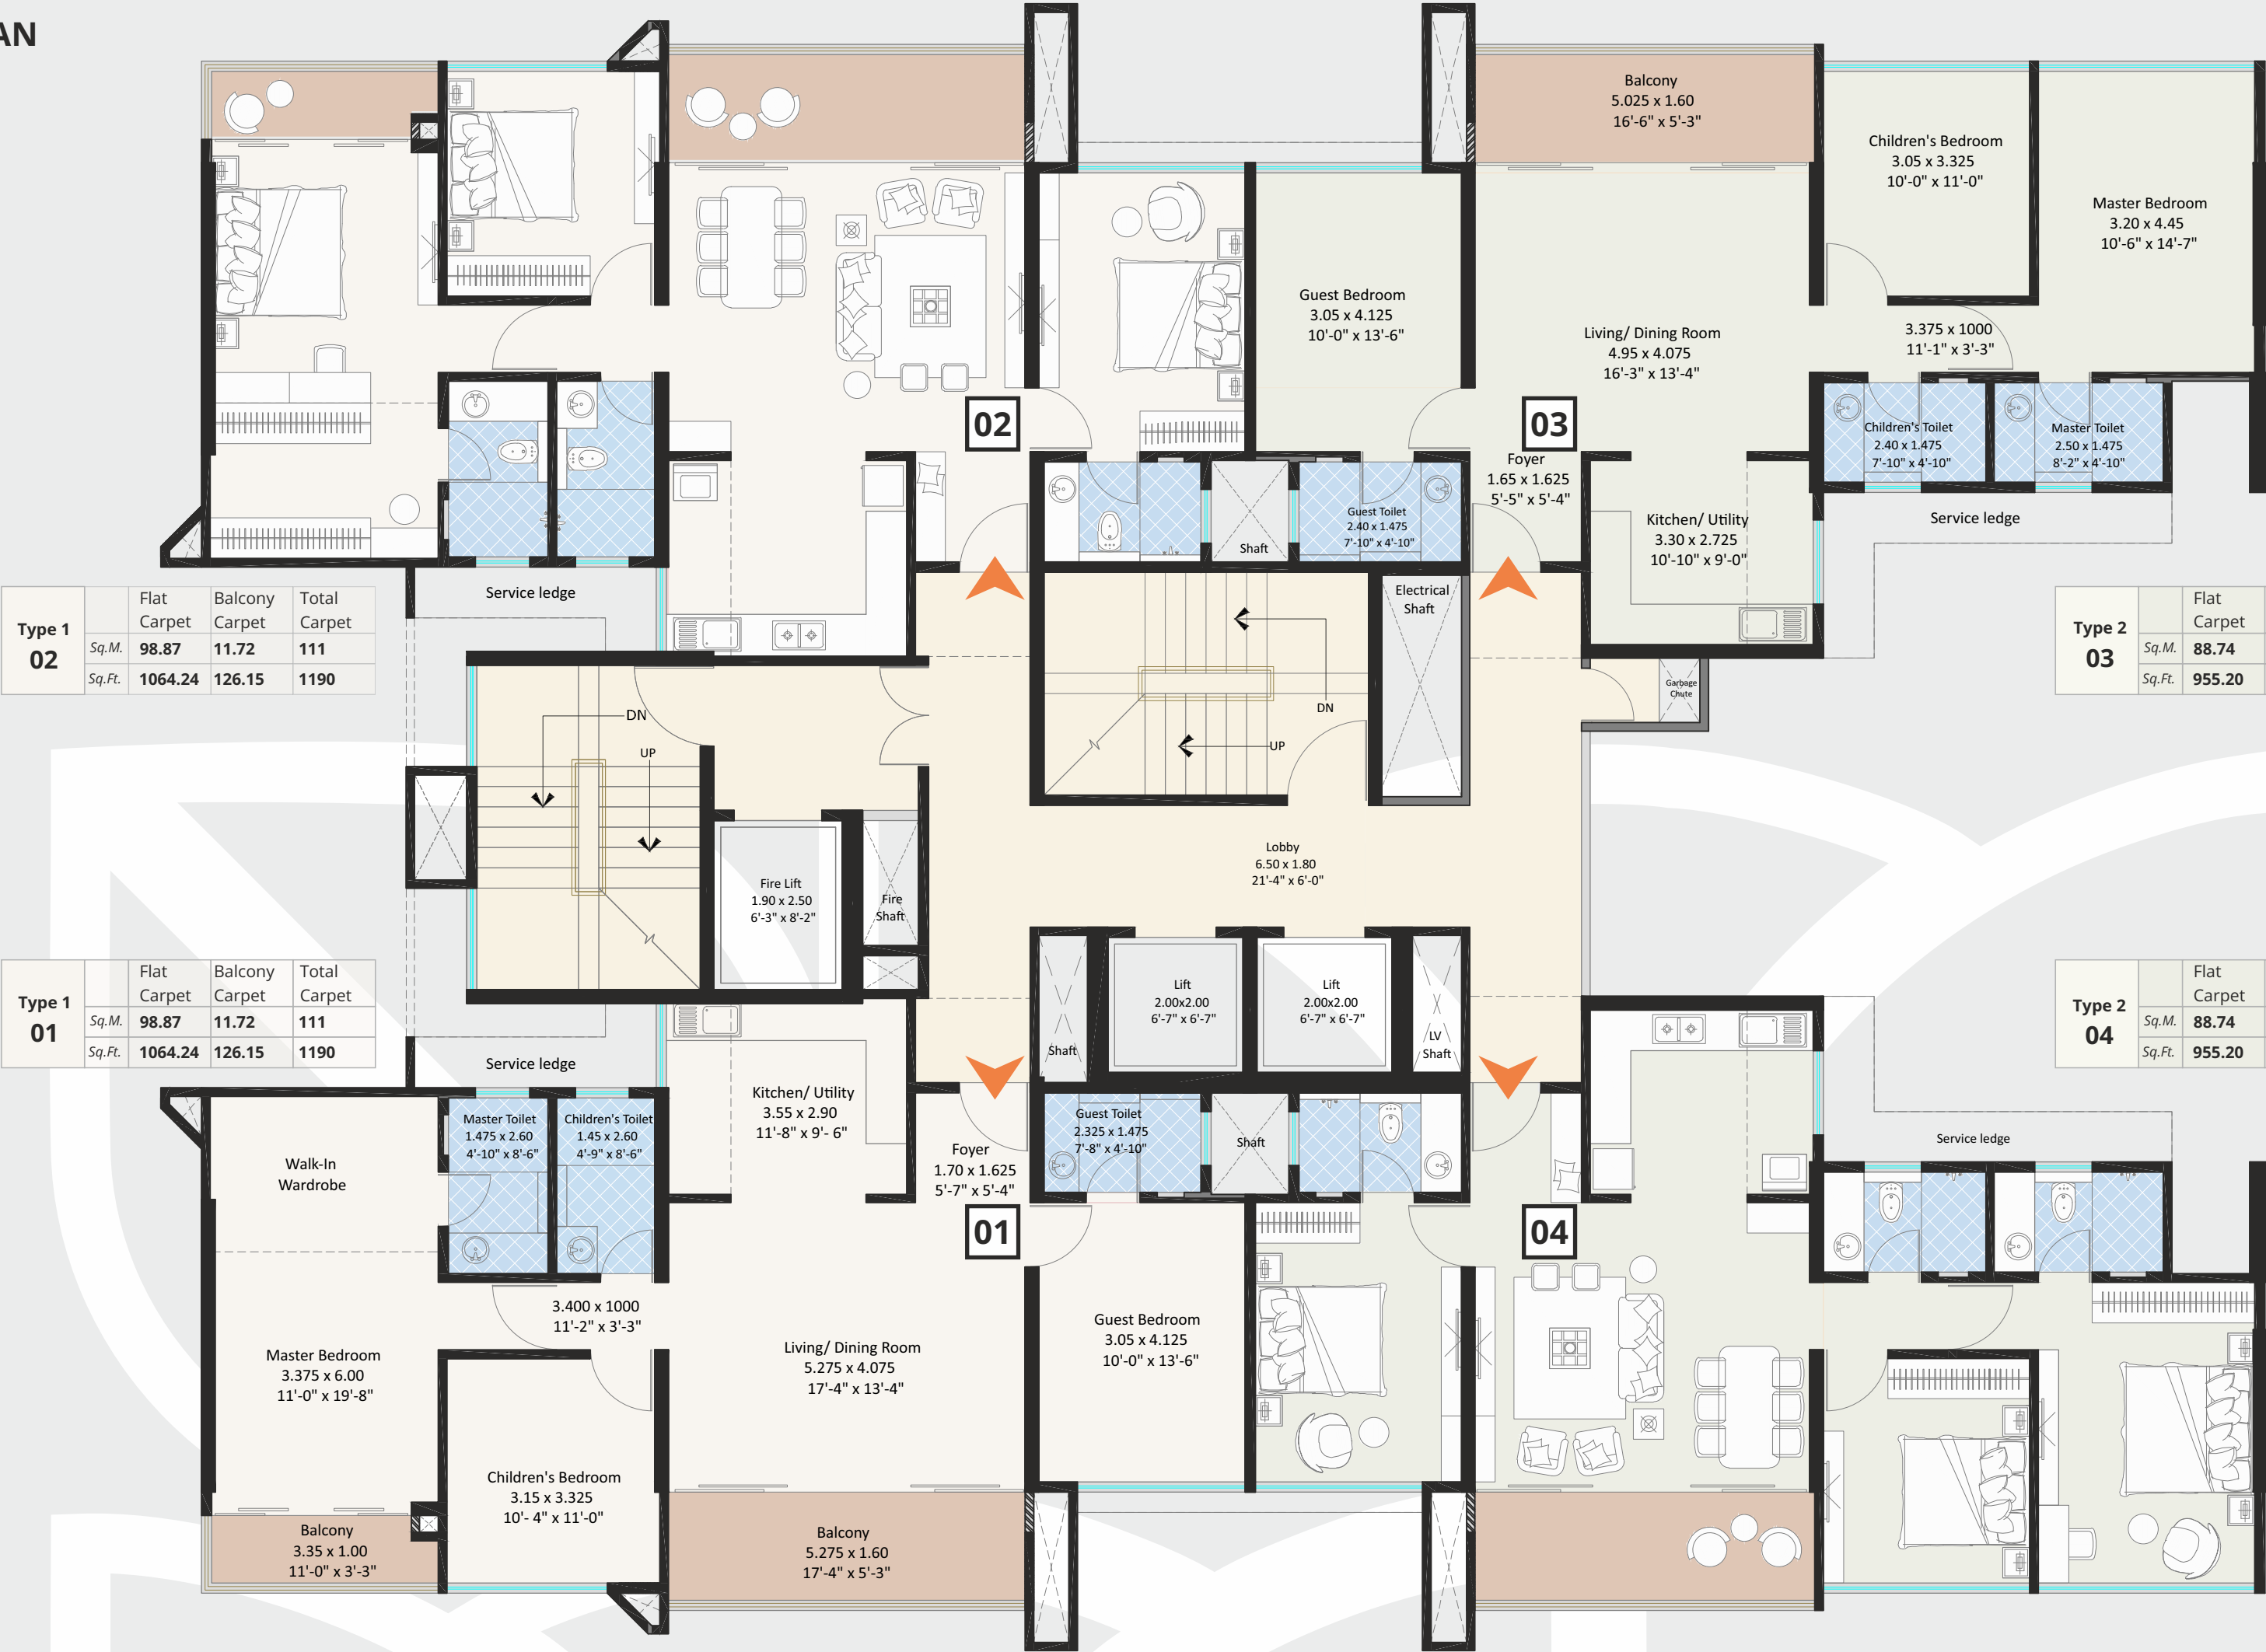 AN
Balcony
5.025 x 1.60
16'-6" x 5'-3"
Children's Bedroom
3.05 x 3.325
10'-0" x 11'-0"
Master Bedroom
3.20 x 4.45
10'-6" x 14'-7"
Guest Bedroom
3.05 x 4.125
10'-0" x 13'-6"
Living/ Dining Room
4.95 x 4.075
16'-3" x 13'-4"
3.375 x 1000
11'-1" x 3'-3"
02
03
Foyer
1.65 x 1.625
5'-5" x 5'-4"
Children's Toilet
2.40 x 1.475
7'-10" x 4'-10"
Master Toilet
2.50 x 1.475
8'-2" x 4'-10"
Guest Toilet
2.40 x 1.475
7'-10" x 4'-10"
Shaft
Kitchen/ Utility
3.30 x 2.725
10'-10" x 9'-0"
Service ledge
Service ledge
Electrical
Shaft
Type 1
02
Flat
Carpet
Balcony
Carpet
Total
Carpet
Sq.M. 98.87 11.72 111
Sq.Ft. 1064.24 126.15 1190
Type 2
03
Flat
Carpet
Sq.M. 88.74
Sq.Ft. 955.20
Garbage
Chute
DN
UP
DN
UP
Lobby
6.50 x 1.80
21'-4" x 6'-0"
Fire Lift
1.90 x 2.50
6'-3" x 8'-2"
Fire
Shaft
Type 1
01
Flat
Carpet
Balcony
Carpet
Total
Carpet
Sq.M. 98.87 11.72 111
Sq.Ft. 1064.24 126.15 1190
Type 2
04
Flat
Carpet
Sq.M. 88.74
Sq.Ft. 955.20
Lift
2.00x2.00
6'-7" x 6'-7"
Lift
2.00x2.00
6'-7" x 6'-7"
Shaft
LV
Shaft
Service ledge
Kitchen/ Utility
3.55 x 2.90
11'-8" x 9'- 6"
Master Toilet
1.475 x 2.60
4'-10" x 8'-6"
Children's Toilet
1.45 x 2.60
4'-9" x 8'-6"
Guest Toilet
2.325 x 1.475
7'-8" x 4'-10"
Shaft
Service ledge
Walk-In
Wardrobe
Foyer
1.70 x 1.625
5'-7" x 5'-4"
01
04
3.400 x 1000
11'-2" x 3'-3"
Master Bedroom
3.375 x 6.00
11'-0" x 19'-8"
Living/ Dining Room
5.275 x 4.075
17'-4" x 13'-4"
Guest Bedroom
3.05 x 4.125
10'-0" x 13'-6"
Children's Bedroom
3.15 x 3.325
10'- 4" x 11'-0"
Balcony
3.35 x 1.00
11'-0" x 3'-3"
Balcony
5.275 x 1.60
17'-4" x 5'-3"